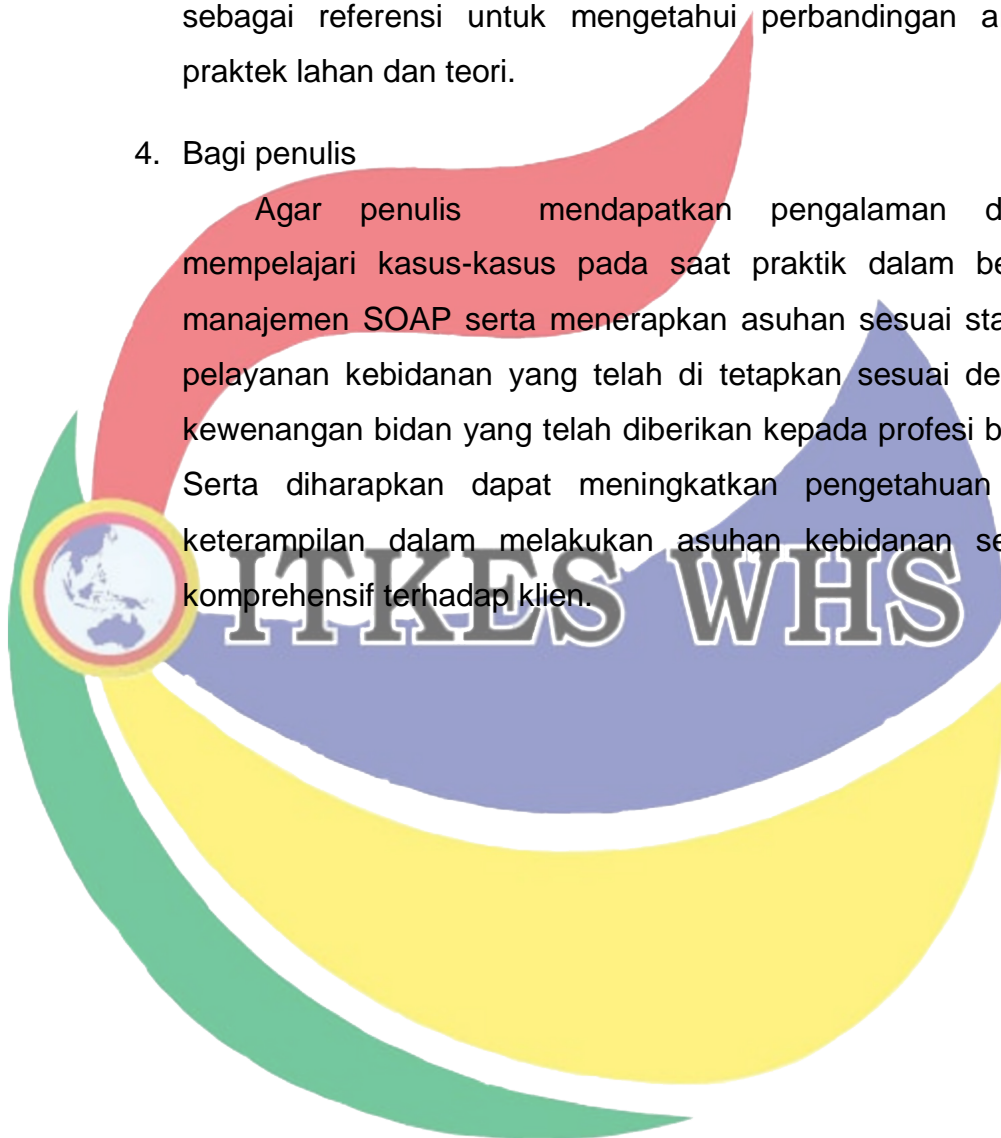 sebagai referensi untuk mengetahui perbandingan a
praktek lahan dan teori.
4. Bagi penulis
Agar penulis mendapatkan pengalaman d
mempelajari kasus-kasus pada saat praktik dalam be
manajemen SOAP serta menerapkan asuhan sesuai sta
pelayanan kebidanan yang telah di tetapkan sesuai de
kewenangan bidan yang telah diberikan kepada profesi b
Serta diharapkan dapat meningkatkan pengetahuan
keterampilan dalam melakukan asuhan kebidanan se
komprehensif terhadap klien.
ITKES WHS